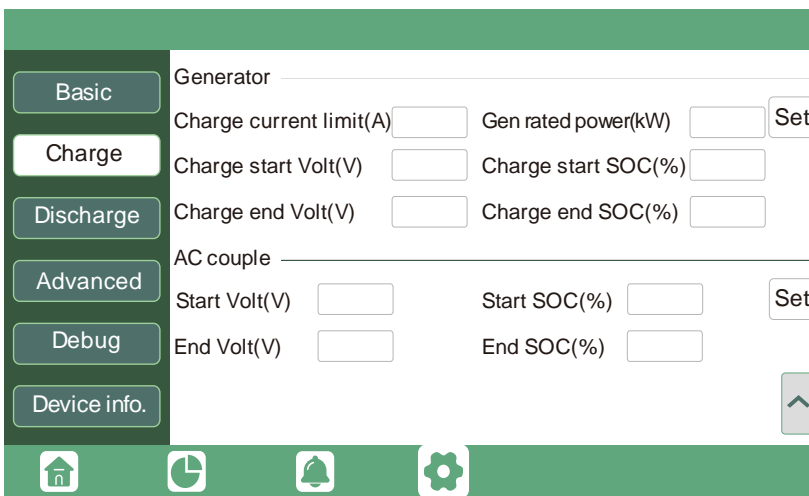 Basic
Charge
Discharge
Advanced
Debug
Device info.
Generator
Charge current limit(A) Gen rated power(kW) Set
Charge start Volt(V) Charge start SOC(%)
Charge end Volt(V) Charge end SOC(%)
AC couple
Start Volt(V) Start SOC(%) Set
End Volt(V) End SOC(%)